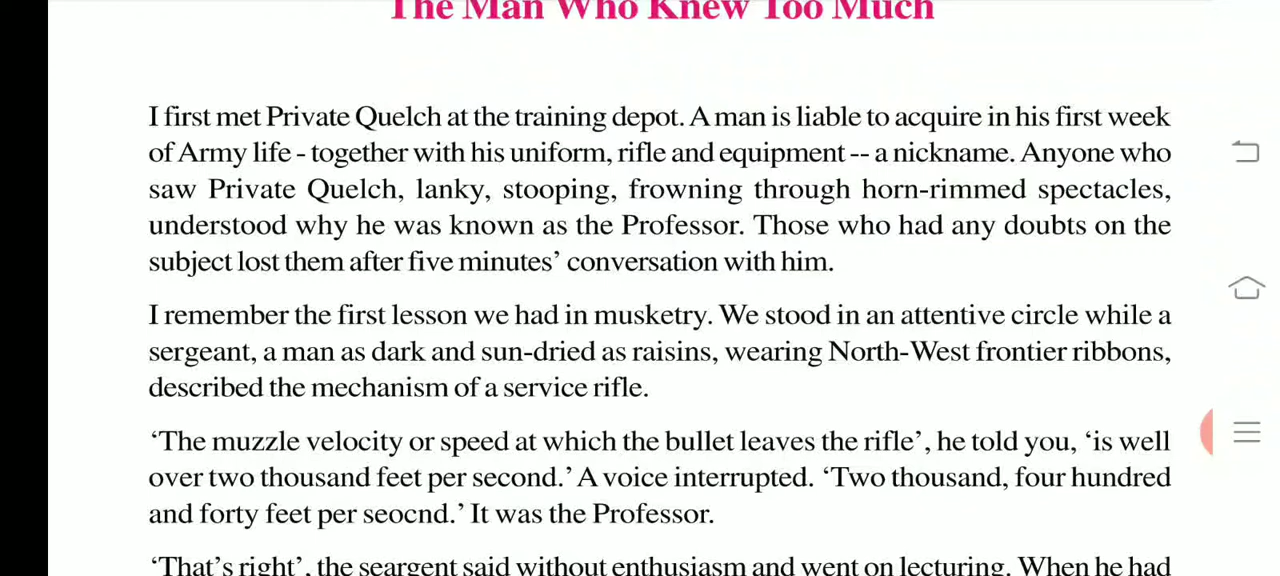 The Man Who Knew Too Much
I first met Private Quelch at the training depot. A man is liable to acquire in his first week
of Army life - together with his uniform, rifle and equipment -- a nickname. Anyone who
saw Private Quelch, lanky, stooping, frowning through horn-rimmed spectacles,
understood why he was known as the Professor. Those who had any doubts on the
subject lost them after five minutes’ conversation with him.
I remember the first lesson we had in musketry. We stood in an attentive circle while a
sergeant, a man as dark and sun-dried as raisins, wearing North-West frontier ribbons,
described the mechanism of a service rifle.
‘The muzzle velocity or speed at which the bullet leaves the rifle’, he told you, ‘is well
over two thousand feet per second.’ A voice interrupted. ‘Two thousand, four hundred
and forty feet per seocnd.’ It was the Professor.
‘That’s right’, the seargent said without enthusiasm and went on lecturing. When he had